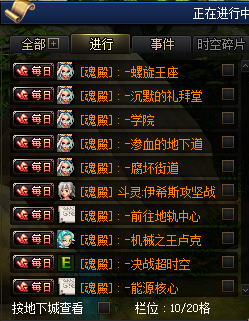 正在进行中
全部 进行 事件 时空碎片
每日 [魂殿]:-螺旋王座
每日 [魂殿]:-沉默的礼拜堂
每日 [魂殿]:-学院
每日 [魂殿]:-渗血的地下道
每日 [魂殿]:-腐坏街道
每日 [魂殿]:斗灵:伊希斯攻坚战
每日 [魂殿]:-前往地轨中心
每日 [魂殿]:-机械之王卢克
每日 E [魂殿]:-决战超时空
每日 [魂殿]:-能源核心
按地下城查看 栏位:10/20格